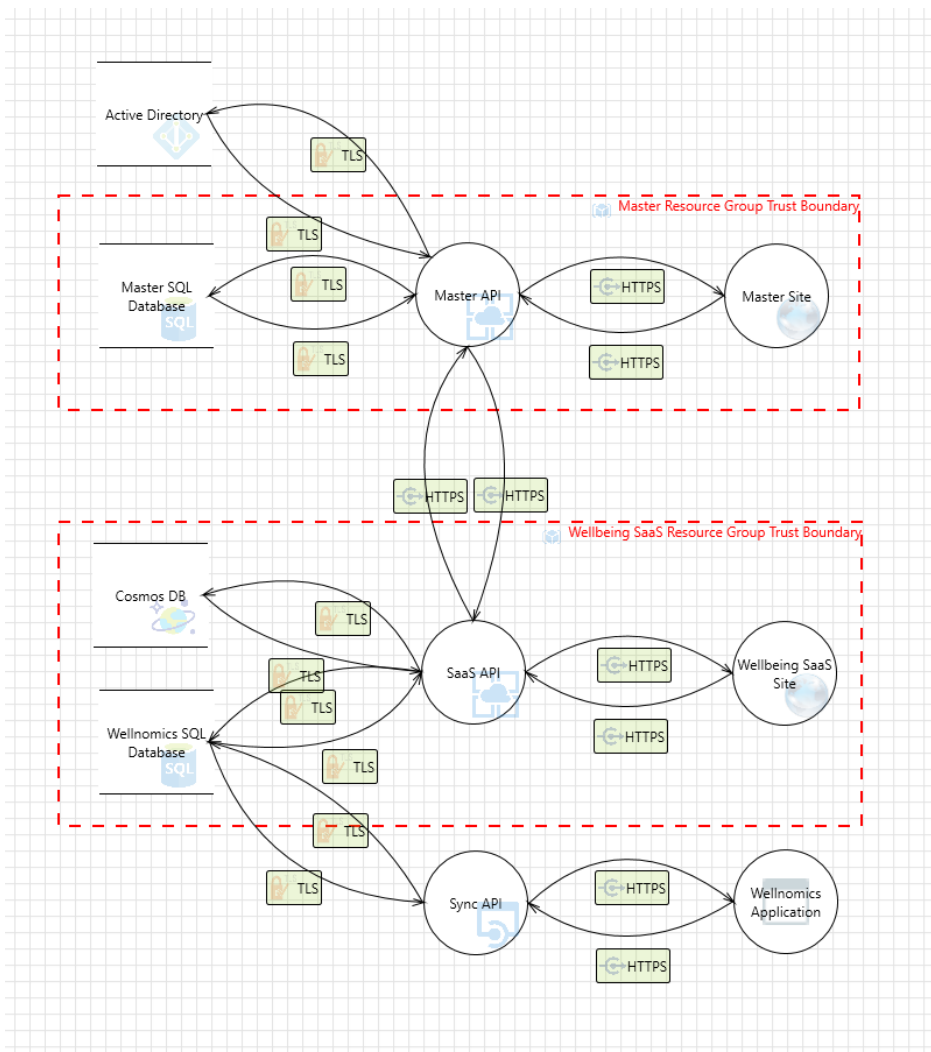 Active Directory
TLS
Master Resource Group Trust Boundary
TLS
TLS
Master SQL
Database
SQL
Master API
HTTPS
Master Site
TLS
HTTPS
HTTPS
HTTPS
Wellbeing SaaS Resource Group Trust Boundary
Cosmos DB
TLS
SaaS API
HTTPS
Wellbeing SaaS
Site
TLS
TLS
Wellnomics SQL
Database
SQL
HTTPS
TLS
TLS
TLS
Sync API
HTTPS
Wellnomics
Application
HTTPS